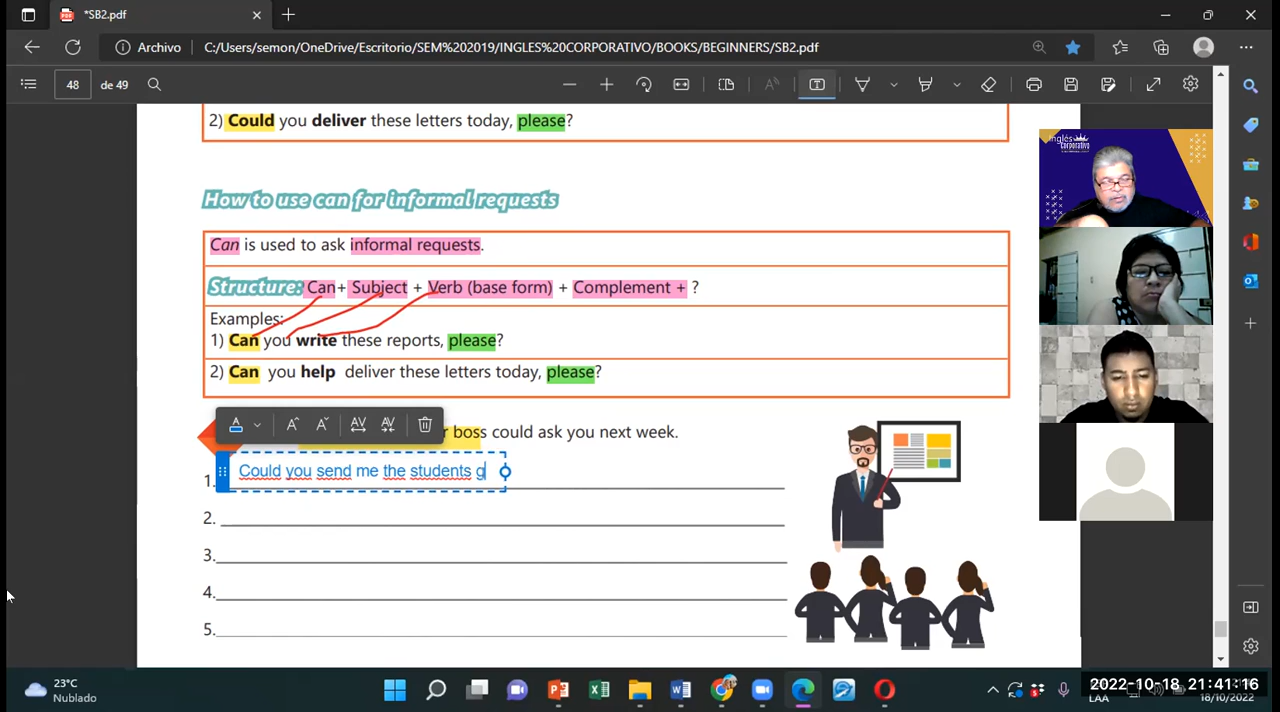 *SB2.pdf
Archivo
C:/Users/semon/OneDrive/Escritorio/SEM%202019/INGLES%20CORPORATIVO/BOOKS/BEGINNERS/SB2.pdf
48 de 49
2) Could you deliver these letters today, please?
How to use can for informal requests
Can is used to ask informal requests.
Structure: Can+ Subject + Verb (base form) + Complement + ?
Examples:
1) Can you write these reports, please?
2) Can you help deliver these letters today, please?
boss could ask you next week.
1. Could you send me the students g
2.
3.
4.
5.
Inglés
Corporativo
23°C
Nublado
LAA
2022-10-18 21:41:16
18/10/2022